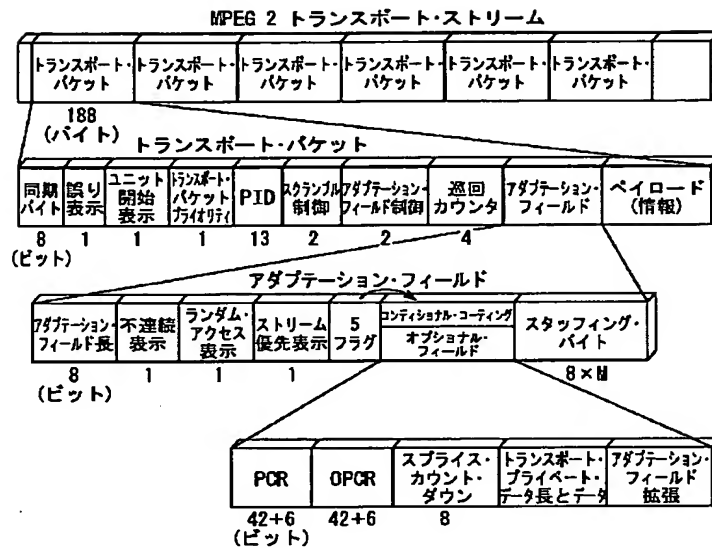 MPEG 2 トランスポート・ストリーム
トランスポート・パケット トランスポート・パケット トランスポート・パケット トランスポート・パケット トランスポート・パケット トランスポート・パケット
188
(バイト)
トランスポート・パケット
同期バイト 誤り表示 ユニット開始表示 トランスポート・パケットプライオリティ PID スクランブル制御 アダプテーション・フィールド制御 巡回カウンタ アダプテーション・フィールド ペイロード(情報)
8 1 1 1 13 2 2 4
(ビット)
アダプテーション・フィールド
アダプテーション・フィールド長 不連続表示 ランダム・アクセス表示 ストリーム優先表示 5フラグ コンディショナル・コーティング オプショナル・フィールド スタッフィング・バイト
8 1 1 1 8×N
(ビット)
PCR OPCR スプライス・カウント・ダウン トランスポート・プライベート・データ長とデータ アダプテーション・フィールド拡張
42+6 42+6 8
(ビット)